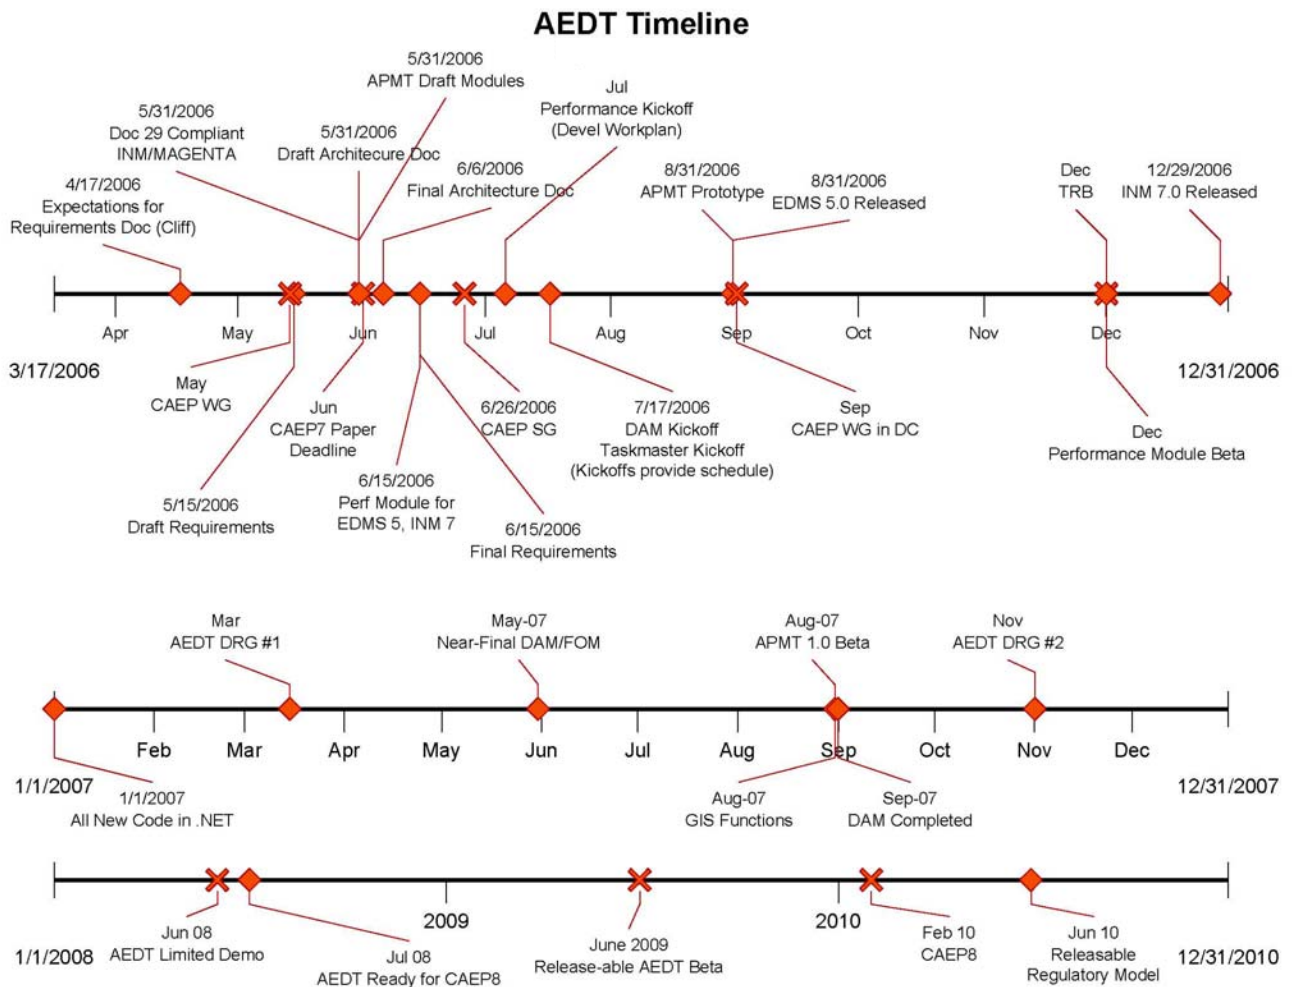 AEDT Timeline
5/31/2006
APMT Draft Modules
Jul
Performance Kickoff
(Devel Workplan)
5/31/2006
Doc 29 Compliant
INM/MAGENTA
5/31/2006
Draft Architecure Doc
6/6/2006
Final Architecture Doc
8/31/2006
APMT Prototype
8/31/2006
EDMS 5.0 Released
Dec
TRB
12/29/2006
INM 7.0 Released
4/17/2006
Expectations for
Requirements Doc (Cliff)
Apr
May
Jun
Jul
Aug
Sep
Oct
Nov
Dec
3/17/2006
12/31/2006
May
CAEP WG
Jun
CAEP7 Paper
Deadline
6/26/2006
CAEP SG
7/17/2006
DAM Kickoff
Taskmaster Kickoff
(Kickoffs provide schedule)
Sep
CAEP WG in DC
Dec
Performance Module Beta
5/15/2006
Draft Requirements
6/15/2006
Perf Module for
EDMS 5, INM 7
6/15/2006
Final Requirements
Mar
AEDT DRG #1
May-07
Near-Final DAM/FOM
Aug-07
APMT 1.0 Beta
Nov
AEDT DRG #2
Feb
Mar
Apr
May
Jun
Jul
Aug
Sep
Oct
Nov
Dec
1/1/2007
12/31/2007
1/1/2007
All New Code in .NET
Aug-07
GIS Functions
Sep-07
DAM Completed
2009
2010
1/1/2008
12/31/2010
Jun 08
AEDT Limited Demo
Jul 08
AEDT Ready for CAEP8
June 2009
Release-able AEDT Beta
Feb 10
CAEP8
Jun 10
Releasable
Regulatory Model